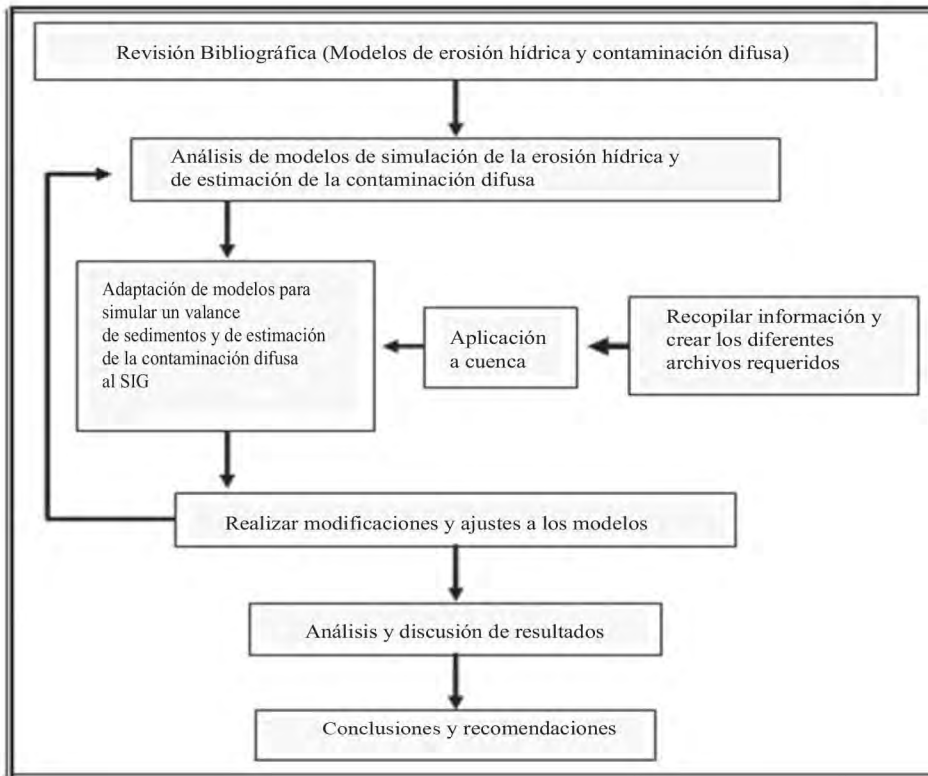 Revisión Bibliográfica (Modelos de erosión hídrica y contaminación difusa)
Análisis de modelos de simulación de la erosión hídrica y
de estimación de la contaminación difusa
Adaptación de modelos para
simular un valance
de sedimentos y de estimación
de la contaminación difusa
al SIG
Aplicación
a cuenca
Recopilar información y
crear los diferentes
archivos requeridos
Realizar modificaciones y ajustes a los modelos
Análisis y discusión de resultados
Conclusiones y recomendaciones